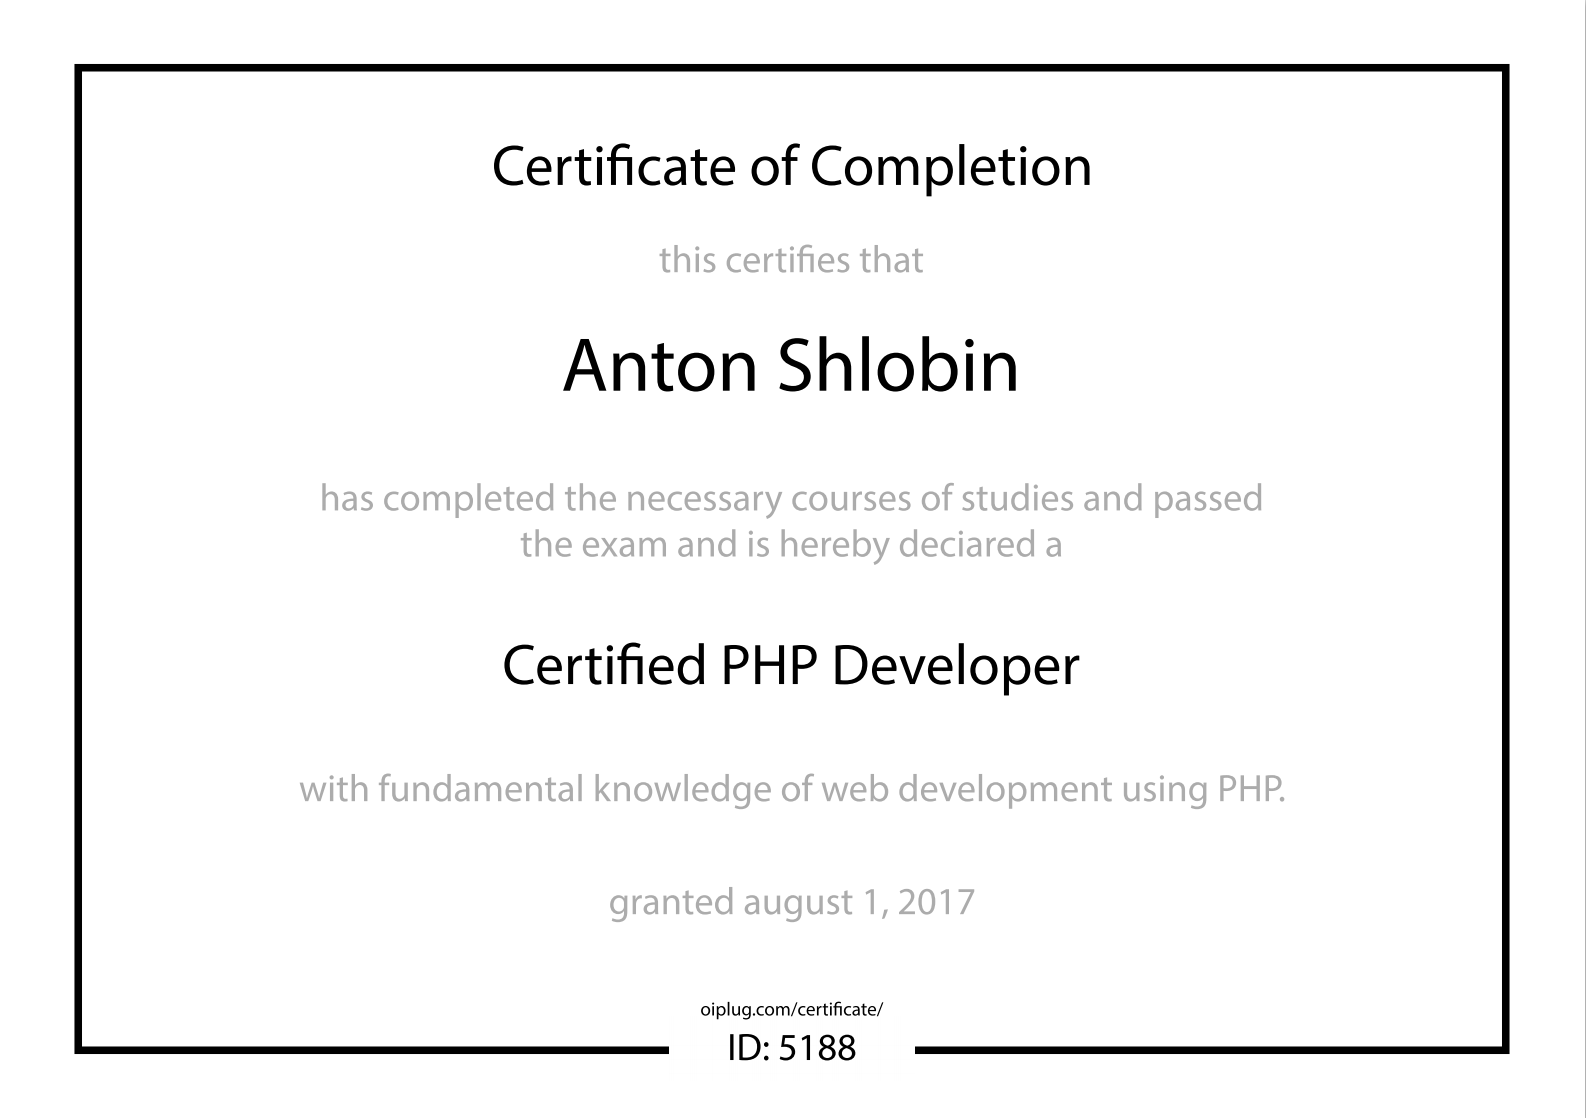 Certificate of Completion
this certifies that
Anton Shlobin
has completed the necessary courses of studies and passed
the exam and is hereby deciared a
Certified PHP Developer
with fundamental knowledge of web development using PHP.
granted august 1, 2017
oiplug.com/certificate/
ID: 5188